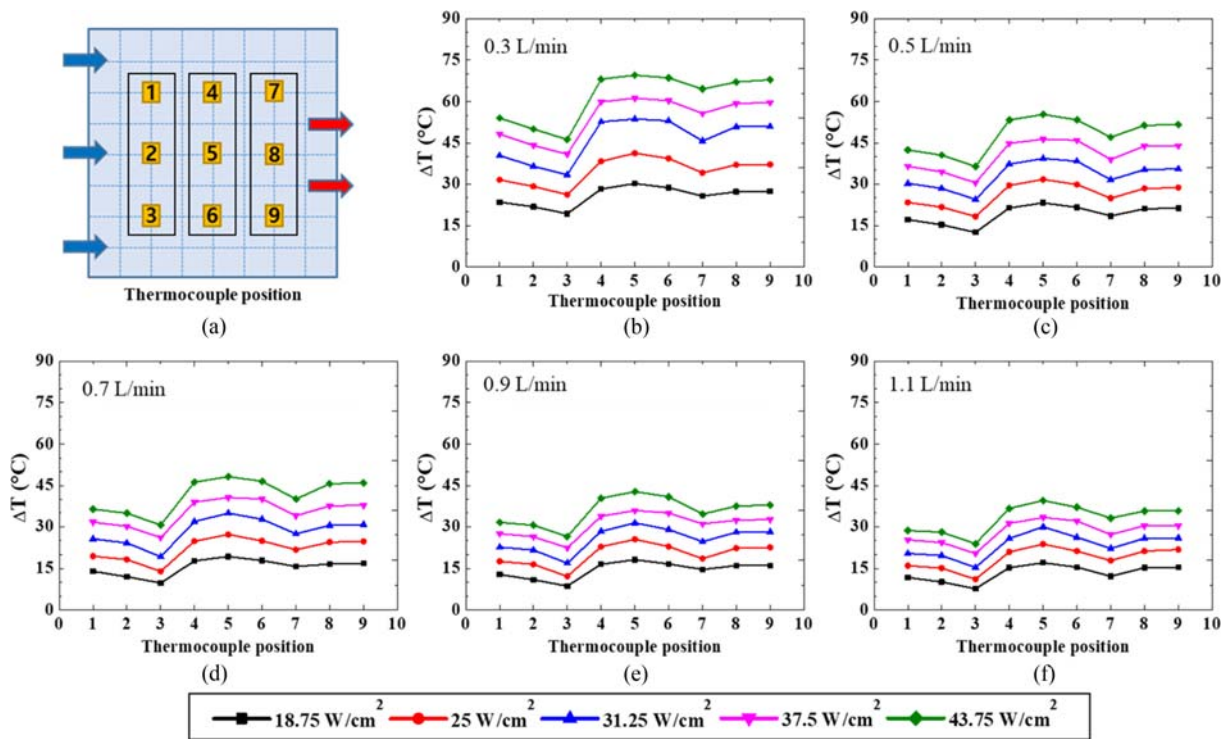 1 4 7
2 5 8
3 6 9
Thermocouple position
(a)
0.3 L/min
ΔT (°C)
90
75
60
45
30
15
0
0 1 2 3 4 5 6 7 8 9 10
Thermocouple position
(b)
0.5 L/min
ΔT (°C)
90
75
60
45
30
15
0
0 1 2 3 4 5 6 7 8 9 10
Thermocouple position
(c)
0.7 L/min
ΔT (°C)
90
75
60
45
30
15
0
0 1 2 3 4 5 6 7 8 9 10
Thermocouple position
(d)
0.9 L/min
ΔT (°C)
90
75
60
45
30
15
0
0 1 2 3 4 5 6 7 8 9 10
Thermocouple position
(e)
1.1 L/min
ΔT (°C)
90
75
60
45
30
15
0
0 1 2 3 4 5 6 7 8 9 10
Thermocouple position
(f)
18.75 W/cm² 25 W/cm² 31.25 W/cm² 37.5 W/cm² 43.75 W/cm²